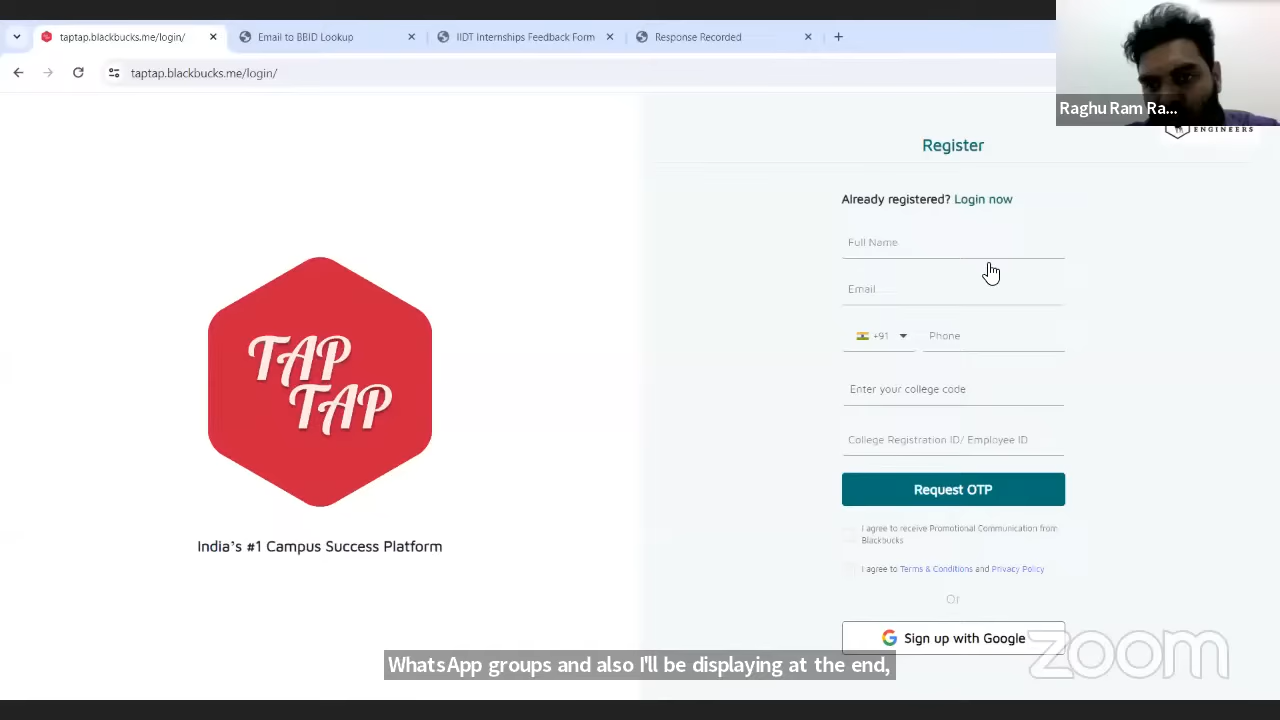 taptap.blackbucks.me/login/
Email to BBID Lookup
IIDT Internships Feedback Form
Response Recorded
taptap.blackbucks.me/login/
Raghu Ram Ra...
ENGINEERS
Register
Already registered? Login now
Full Name
Email
+91
Phone
Enter your college code
College Registration ID/ Employee ID
Request OTP
I agree to receive Promotional Communication from
Blackbucks
I agree to Terms & Conditions and Privacy Policy
Or
Sign up with Google
TAP
TAP
India's #1 Campus Success Platform
WhatsApp groups and also I'll be displaying at the end,
zoom